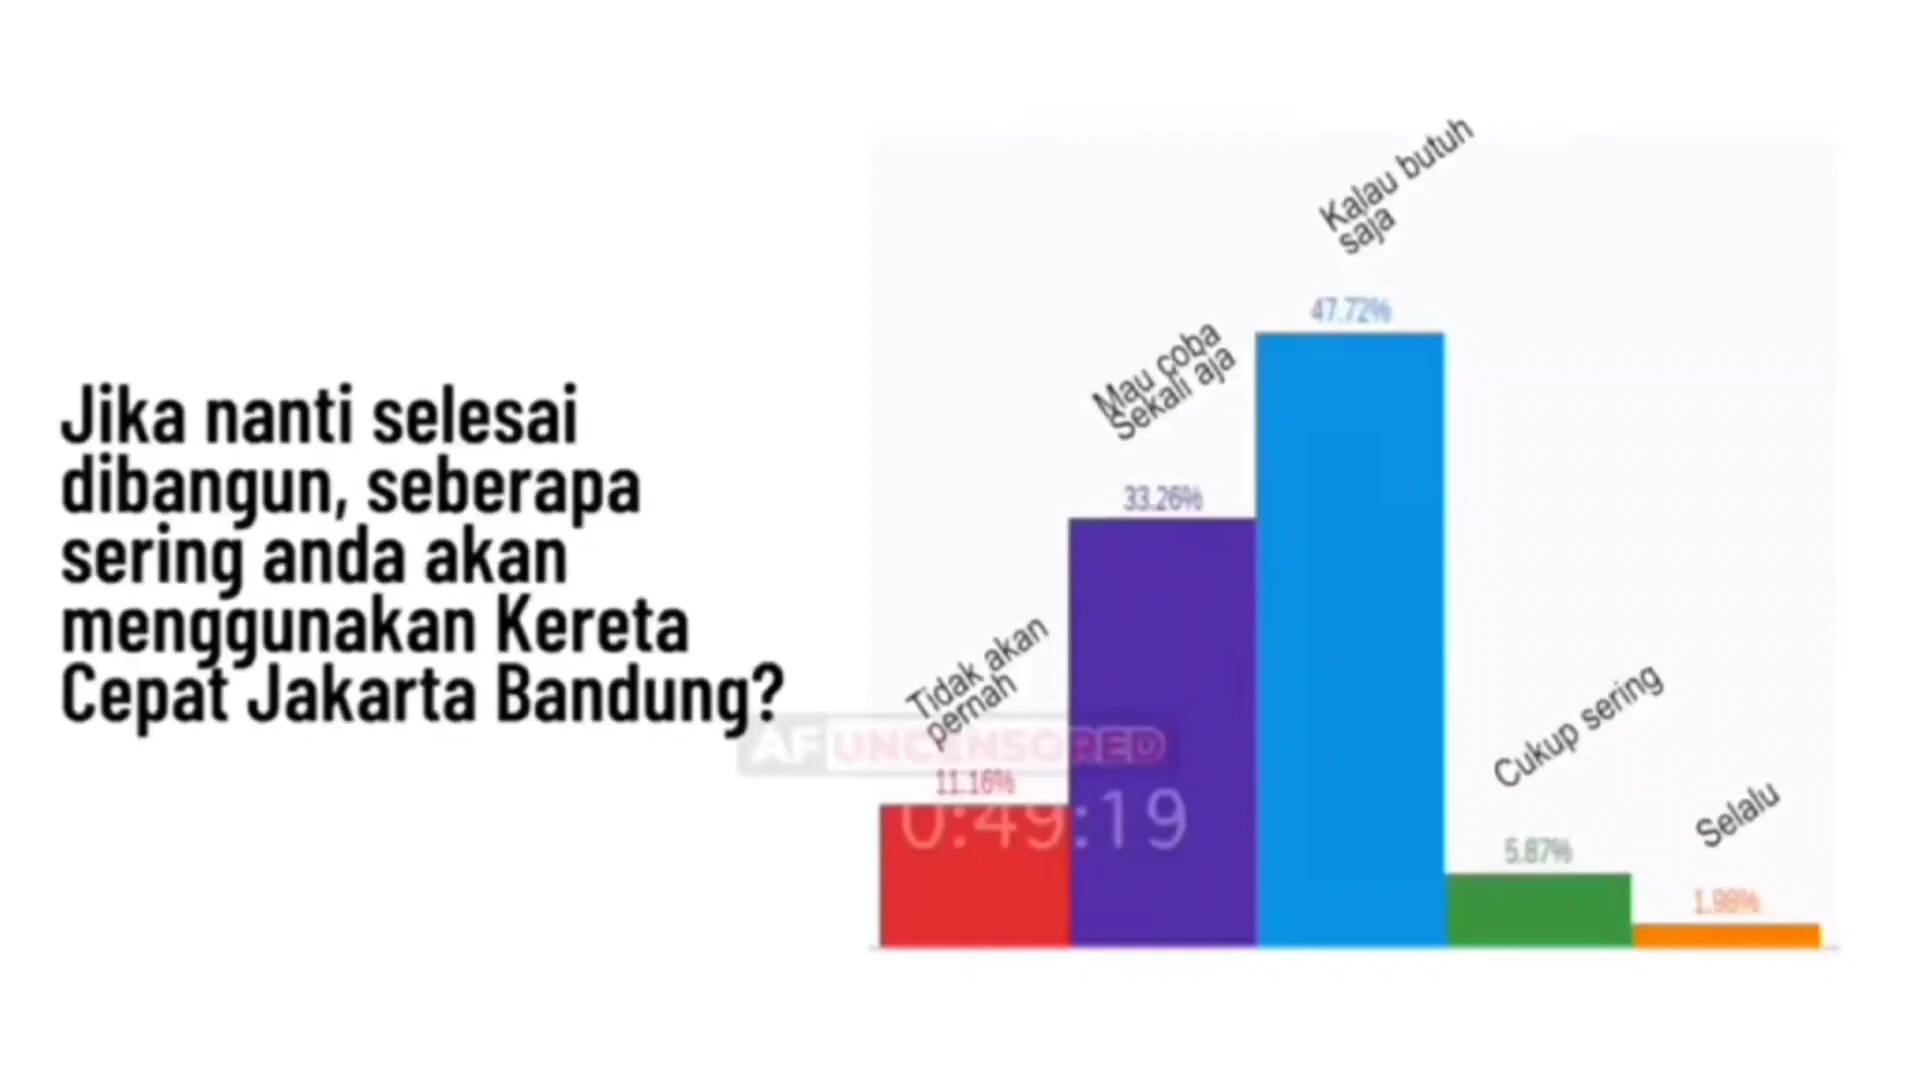 Jika nanti selesai
dibangun, seberapa
sering anda akan
menggunakan Kereta
Cepat Jakarta Bandung?
Tidak akan
pernah
11.16%
Mau coba
Sekali aja
33.26%
Kalau butuh
saja
47.72%
Cukup sering
5.87%
Selalu
1.98%
AF UNCENSORED
0:49:19